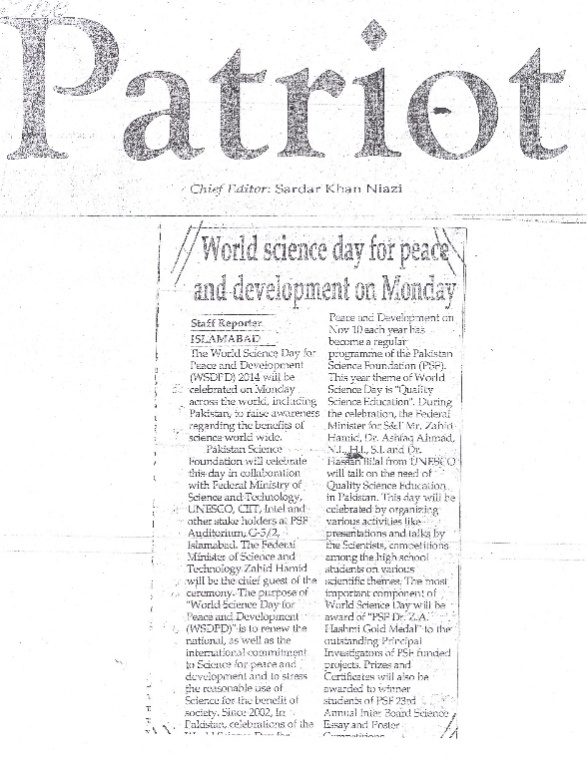 The
Patriot
Chief Editor: Sardar Khan Niazi
World science day for peace
and development on Monday
Staff Reporter
ISLAMABAD
The World Science Day for
Peace and Development
(WSDPD) 2014 will be
celebrated on Monday
across the world, including
Pakistan, to raise awareness
regarding the benefits of
science world wide.
Pakistan Science
Foundation will celebrate
this day in collaboration
with Federal Ministry of
Science and Technology,
UNESCO, CIIT, Intel and
other stake holders at PSF
Auditorium, G-5/2,
Islamabad. The Federal
Minister of Science and
Technology Zahid Hamid
will be the chief guest of the
ceremony. The purpose of
"World Science Day for
Peace and Development
(WSDPD)" is to renew the
national, as well as the
international commitment
to Science for peace and
development and to stress
the reasonable use of
Science for the benefit of
society. Since 2002, in
Pakistan, celebrations of the
World Science Day for
Peace and Development on
Nov 10 each year has
become a regular
programme of the Pakistan
Science Foundation (PSF).
This year theme of World
Science Day is "Quality
Science Education". During
the celebration, the Federal
Minister for S&T Mr. Zahid
Hamid, Dr. Ashfaq Ahmad,
N.I., H.I., S.I. and Dr.
Hassan Bilal from UNESCO
will talk on the need of
Quality Science Education
in Pakistan. This day will be
celebrated by organizing
various activities like
presentations and talks by
the Scientists, competitions
among the high school
students on various
scientific themes. The most
important component of
World Science Day will be
award of "PSF Dr. Z.A.
Hashmi Gold Medal" to the
outstanding Principal
Investigators of PSF funded
projects. Prizes and
Certificates will also be
awarded to winner
students of PSF 23rd
Annual Inter Board Science
Essay and Poster
Competitions